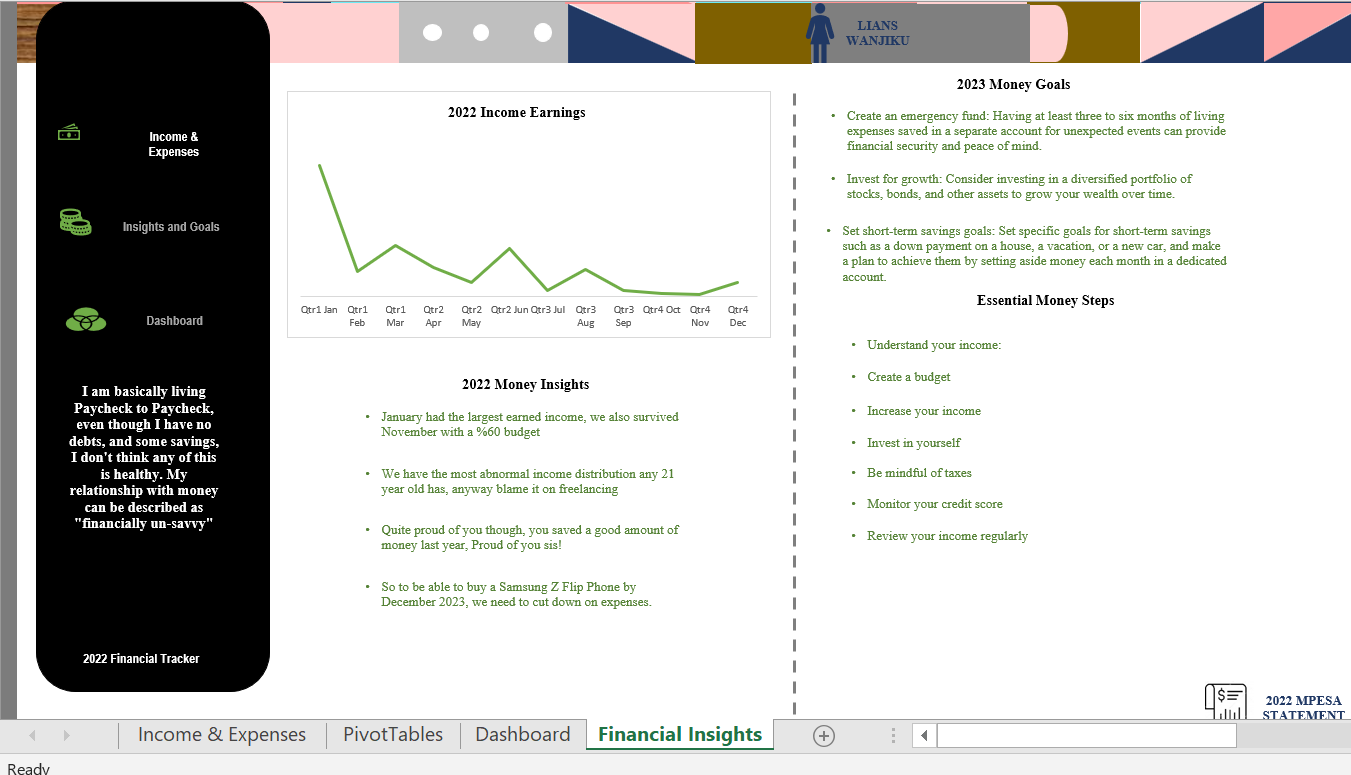 LIANS
WANJIKU
Income &
Expenses
Insights and Goals
Dashboard
I am basically living
Paycheck to Paycheck,
even though I have no
debts, and some savings,
I don't think any of this
is healthy. My
relationship with money
can be described as
"financially un-savvy"
2022 Financial Tracker
2022 Income Earnings
Qtr1 Jan
Qtr1
Feb
Qtr1
Mar
Qtr2
Apr
Qtr2
May
Qtr2 Jun
Qtr3 Jul
Qtr3
Aug
Qtr3
Sep
Qtr4 Oct
Qtr4
Nov
Qtr4
Dec
2022 Money Insights
• January had the largest earned income, we also survived
November with a %60 budget
• We have the most abnormal income distribution any 21
year old has, anyway blame it on freelancing
• Quite proud of you though, you saved a good amount of
money last year, Proud of you sis!
• So to be able to buy a Samsung Z Flip Phone by
December 2023, we need to cut down on expenses.
2023 Money Goals
• Create an emergency fund: Having at least three to six months of living
expenses saved in a separate account for unexpected events can provide
financial security and peace of mind.
• Invest for growth: Consider investing in a diversified portfolio of
stocks, bonds, and other assets to grow your wealth over time.
• Set short-term savings goals: Set specific goals for short-term savings
such as a down payment on a house, a vacation, or a new car, and make
a plan to achieve them by setting aside money each month in a dedicated
account.
Essential Money Steps
• Understand your income:
• Create a budget
• Increase your income
• Invest in yourself
• Be mindful of taxes
• Monitor your credit score
• Review your income regularly
2022 MPESA
STATEMENT
Income & Expenses
PivotTables
Dashboard
Financial Insights
Ready